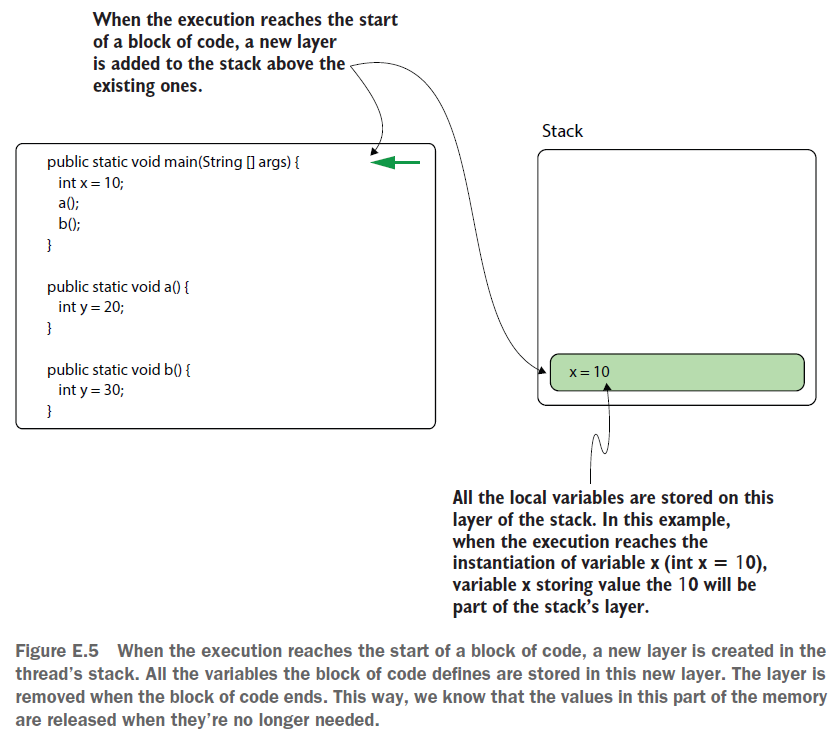 When the execution reaches the start
of a block of code, a new layer
is added to the stack above the
existing ones.
Stack
public static void main(String [] args) {
int x = 10;
a();
b();
}
public static void a() {
int y = 20;
}
public static void b() {
int y = 30;
}
x = 10
All the local variables are stored on this
layer of the stack. In this example,
when the execution reaches the
instantiation of variable x (int x = 10),
variable x storing value the 10 will be
part of the stack’s layer.
Figure E.5 When the execution reaches the start of a block of code, a new layer is created in the
thread’s stack. All the variables the block of code defines are stored in this new layer. The layer is
removed when the block of code ends. This way, we know that the values in this part of the memory
are released when they’re no longer needed.